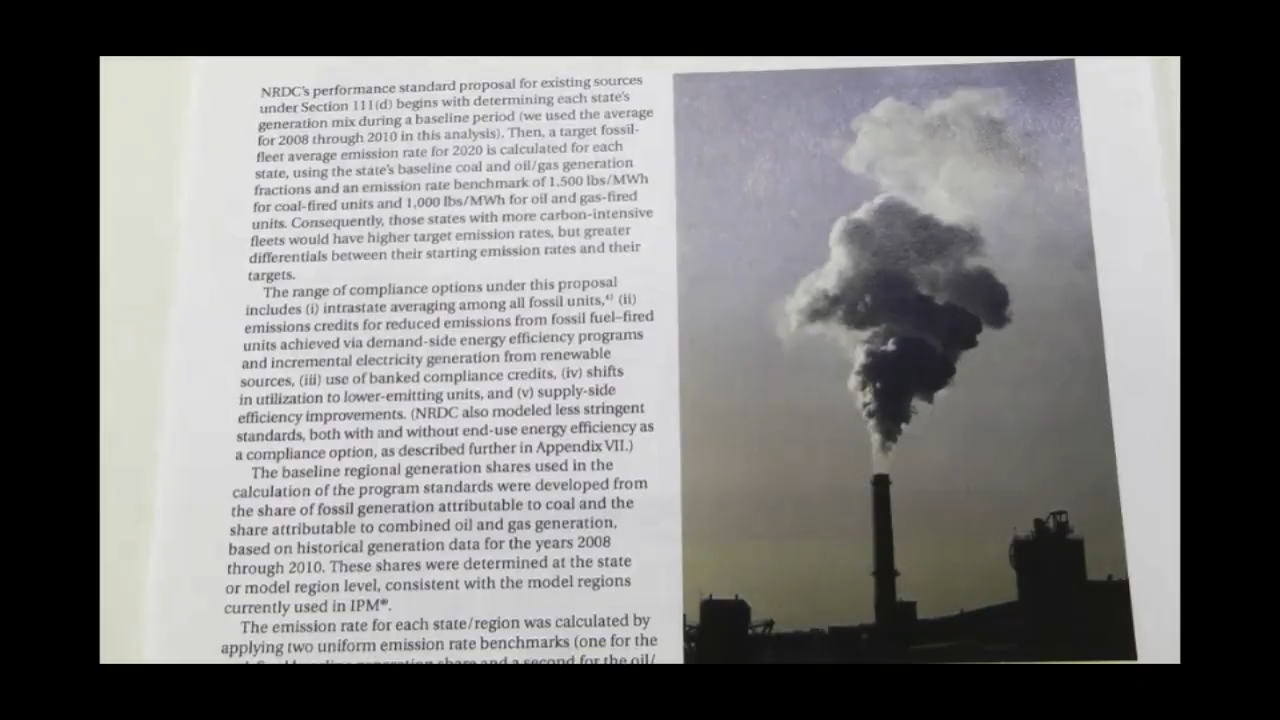 NRDC's performance standard proposal for existing sources
under Section 111(d) begins with determining each state's
generation mix during a baseline period (we used the average
for 2008 through 2010 in this analysis). Then, a target fossil-
fleet average emission rate for 2020 is calculated for each
state, using the state's baseline coal and oil/gas generation
fractions and an emission rate benchmark of 1,500 lbs/MWh
for coal-fired units and 1,000 lbs/MWh for oil and gas-fired
units. Consequently, those states with more carbon-intensive
fleets would have higher target emission rates, but greater
differentials between their starting emission rates and their
targets.
The range of compliance options under this proposal
includes (i) intrastate averaging among all fossil units,⁴⁷ (ii)
emissions credits for reduced emissions from fossil fuel–fired
units achieved via demand-side energy efficiency programs
and incremental electricity generation from renewable
sources, (iii) use of banked compliance credits, (iv) shifts
in utilization to lower-emitting units, and (v) supply-side
efficiency improvements. (NRDC also modeled less stringent
standards, both with and without end-use energy efficiency as
a compliance option, as described further in Appendix VII.)
The baseline regional generation shares used in the
calculation of the program standards were developed from
the share of fossil generation attributable to coal and the
share attributable to combined oil and gas generation,
based on historical generation data for the years 2008
through 2010. These shares were determined at the state
or model region level, consistent with the model regions
currently used in IPM®.
The emission rate for each state/region was calculated by
applying two uniform emission rate benchmarks (one for the
baseline generation share and a second for the oil/